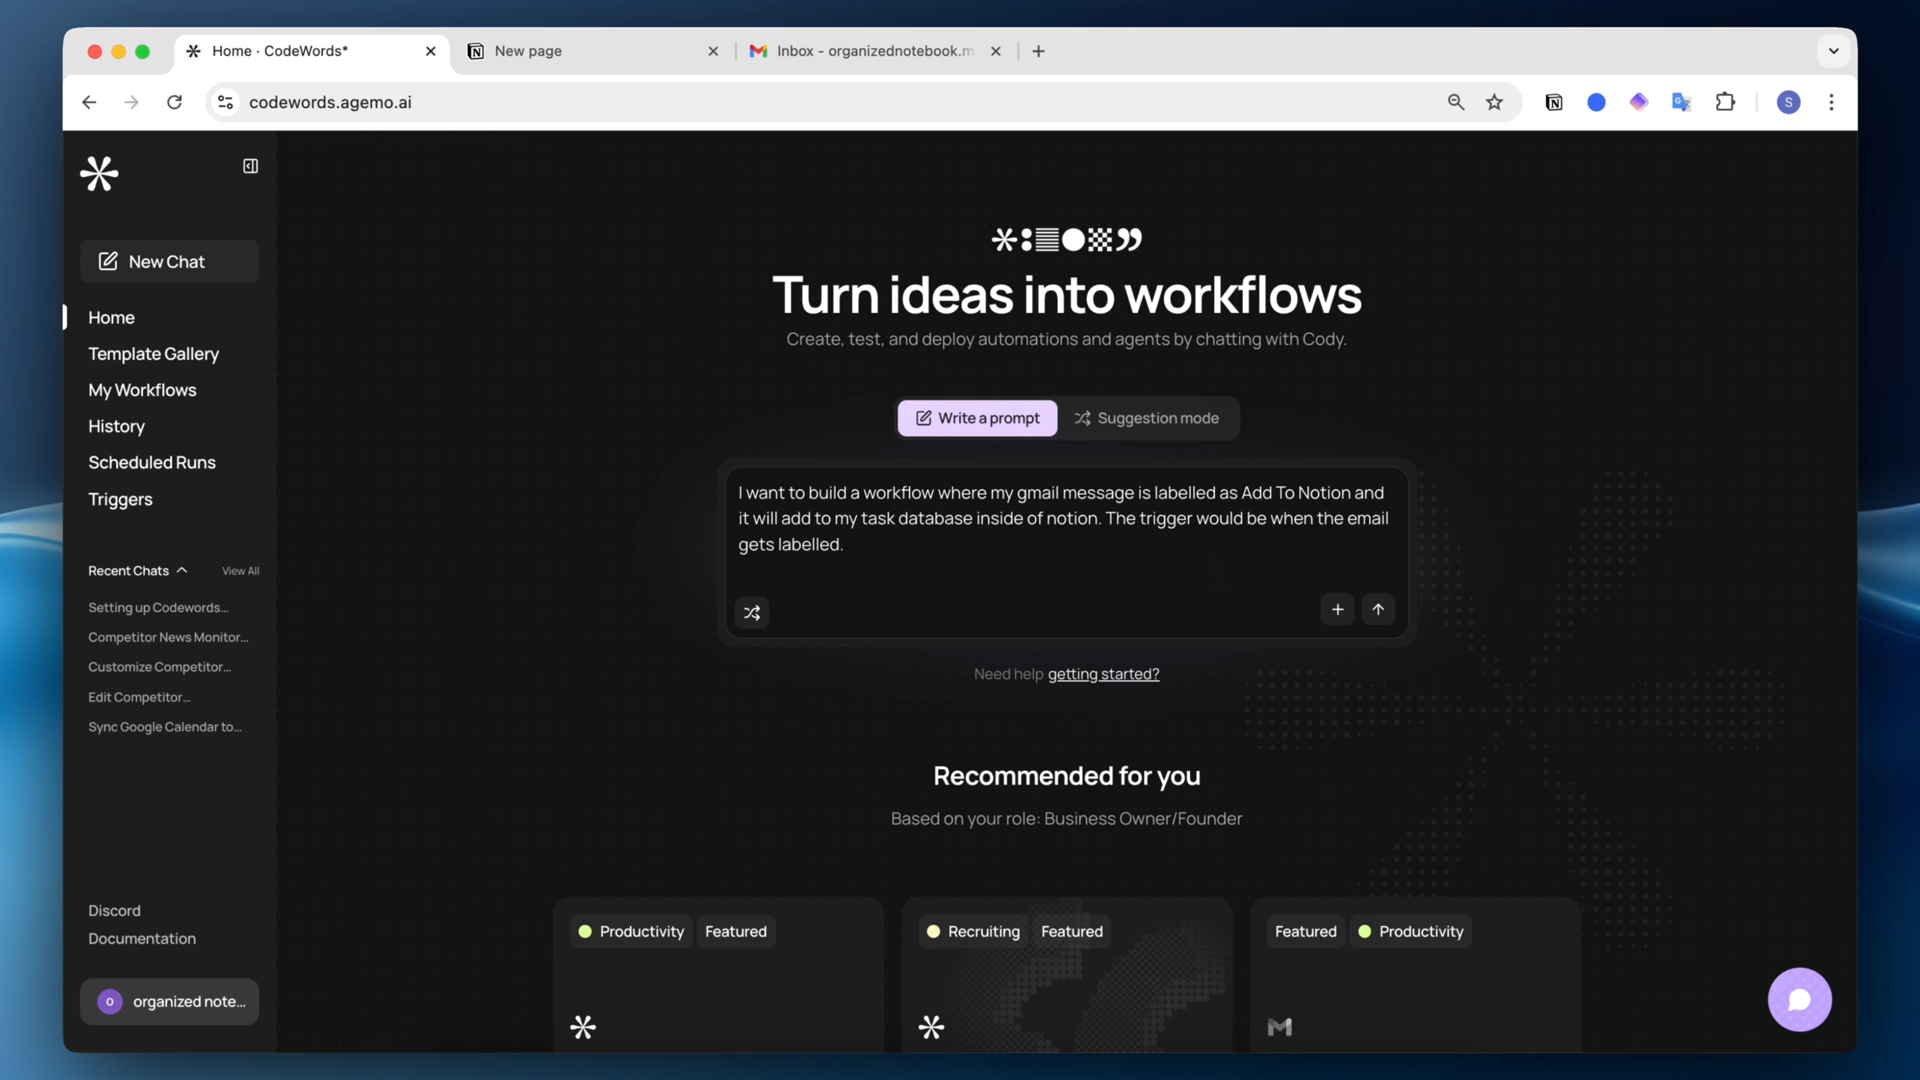 Home · CodeWords*
New page
Inbox - organizednotebook.m
codewords.agemo.ai
S
New Chat
Home
Template Gallery
My Workflows
History
Scheduled Runs
Triggers
Recent Chats
View All
Setting up Codewords...
Competitor News Monitor...
Customize Competitor...
Edit Competitor...
Sync Google Calendar to...
Discord
Documentation
O
organized note...
Turn ideas into workflows
Create, test, and deploy automations and agents by chatting with Cody.
Write a prompt
Suggestion mode
I want to build a workflow where my gmail message is labelled as Add To Notion and
it will add to my task database inside of notion. The trigger would be when the email
gets labelled.
Need help getting started?
Recommended for you
Based on your role: Business Owner/Founder
Productivity
Featured
Recruiting
Featured
Featured
Productivity